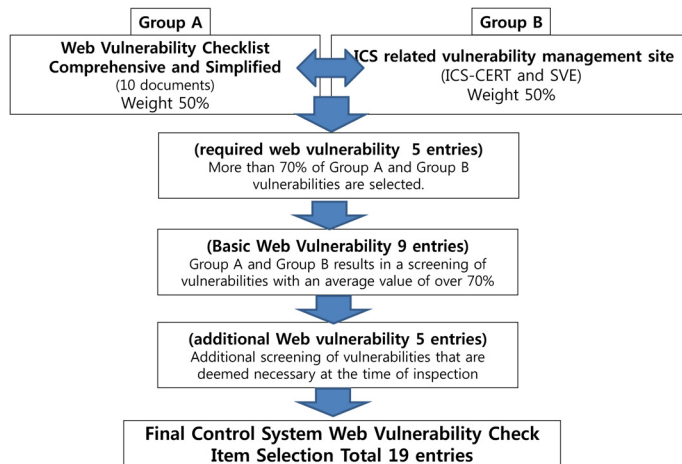 Group A
Group B
Web Vulnerability Checklist
Comprehensive and Simplified
(10 documents)
Weight 50%
ICS related vulnerability management site
(ICS-CERT and SVE)
Weight 50%
(required web vulnerability 5 entries)
More than 70% of Group A and Group B
vulnerabilities are selected.
(Basic Web Vulnerability 9 entries)
Group A and Group B results in a screening of
vulnerabilities with an average value of over 70%
(additional Web vulnerability 5 entries)
Additional screening of vulnerabilities that are
deemed necessary at the time of inspection
Final Control System Web Vulnerability Check
Item Selection Total 19 entries